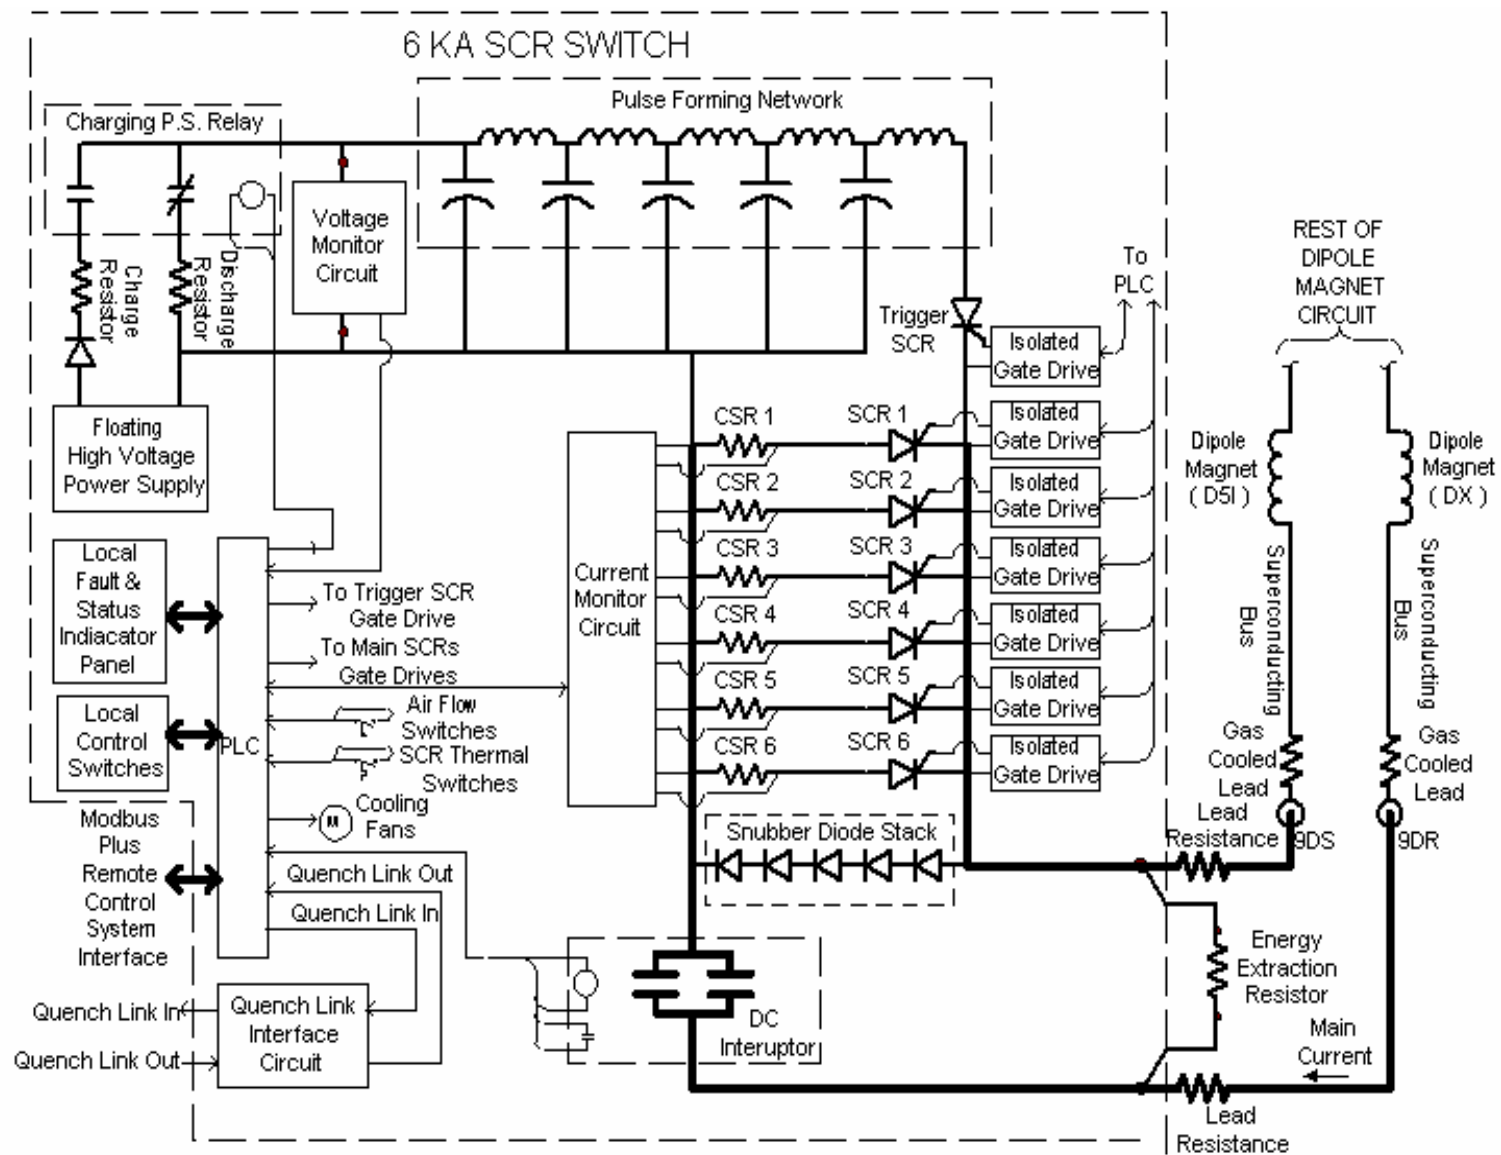 6 KA SCR SWITCH
Pulse Forming Network
Charging P.S. Relay
Voltage
Monitor
Circuit
Charge
Resistor
Discharge
Resistor
Floating
High Voltage
Power Supply
Trigger
SCR
To
PLC
Isolated
Gate Drive
REST OF
DIPOLE
MAGNET
CIRCUIT
CSR 1
SCR 1
Isolated
Gate Drive
CSR 2
SCR 2
Isolated
Gate Drive
CSR 3
SCR 3
Isolated
Gate Drive
CSR 4
SCR 4
Isolated
Gate Drive
CSR 5
SCR 5
Isolated
Gate Drive
CSR 6
SCR 6
Isolated
Gate Drive
Current
Monitor
Circuit
Dipole
Magnet
( D5I )
Dipole
Magnet
( DX )
Superconducting
Bus
Superconducting
Bus
Gas
Cooled
Lead
Gas
Cooled
Lead
Lead
Resistance
9DS
9DR
Local
Fault &
Status
Indiacator
Panel
Local
Control
Switches
PLC
To Trigger SCR
Gate Drive
To Main SCRs
Gate Drives
Air Flow
Switches
SCR Thermal
Switches
M
Cooling
Fans
Modbus
Plus
Remote
Control
System
Interface
Quench Link Out
Quench Link In
Snubber Diode Stack
DC
Interuptor
Energy
Extraction
Resistor
Main
Current
Lead
Resistance
Quench Link In
Quench Link Out
Quench Link
Interface
Circuit